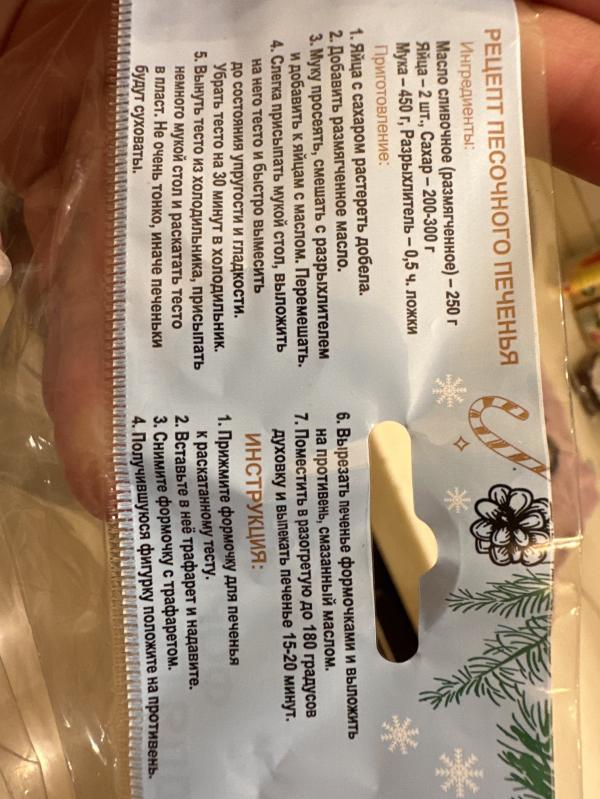 РЕЦЕПТ ПЕСОЧНОГО ПЕЧЕНЬЯ
Ингредиенты:
Масло сливочное (размягченное) – 250 г
Яйца – 2 шт., Сахар – 200-300 г
Мука – 450 г, Разрыхлитель – 0,5 ч. ложки
Приготовление:
1. Яйца с сахаром растереть добела.
2. Добавить размягченное масло.
3. Муку просеять, смешать с разрыхлителем
и добавить к яйцам с маслом. Перемешать.
4. Слегка присыпать мукой стол, выложить
на него тесто и быстро вымесить
до состояния упругости и гладкости.
Убрать тесто на 30 минут в холодильник.
5. Вынуть тесто из холодильника, присыпать
немного мукой стол и раскатать тесто
в пласт. Не очень тонко, иначе печеньки
будут суховаты.
6. Вырезать печенье формочками и выложить
на противень, смазанный маслом.
7. Поместить в разогретую до 180 градусов
духовку и выпекать печенье 15-20 минут.
ИНСТРУКЦИЯ:
1. Прижмите формочку для печенья
к раскатанному тесту.
2. Вставьте в неё трафарет и надавите.
3. Снимите формочку с трафаретом.
4. Получившуюся фигурку положите на противень.